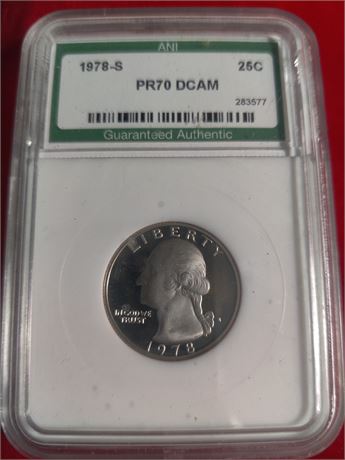 ANI
1978-S 25C
PR70 DCAM
283577
Guaranteed Authentic
LIBERTY
IN GOD WE
TRUST
1978